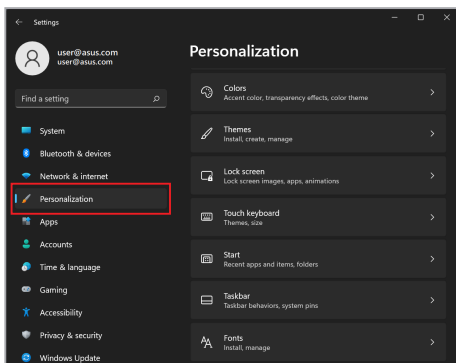 Settings
user@asus.com
user@asus.com
Find a setting
System
Bluetooth & devices
Network & internet
Personalization
Apps
Accounts
Time & language
Gaming
Accessibility
Privacy & security
Windows Update
Personalization
Colors
Accent color, transparency effects, color theme
Themes
Install, create, manage
Lock screen
Lock screen images, apps, animations
Touch keyboard
Themes, size
Start
Recent apps and items, folders
Taskbar
Taskbar behaviors, system pins
Fonts
Install, manage